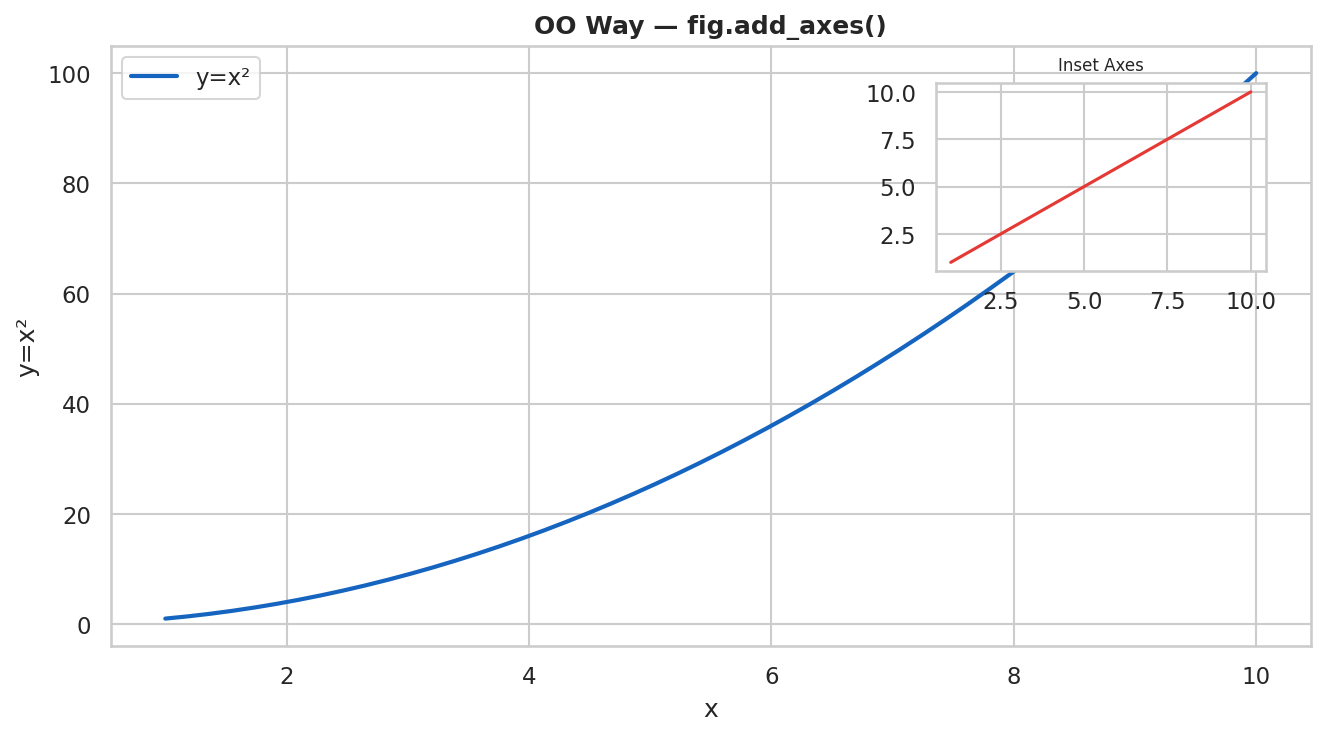 OO Way — fig.add_axes()
y=x²
Inset Axes
10.0
7.5
5.0
2.5
2.5 5.0 7.5 10.0
100
80
60
40
20
0
y=x²
2 4 6 8 10
x